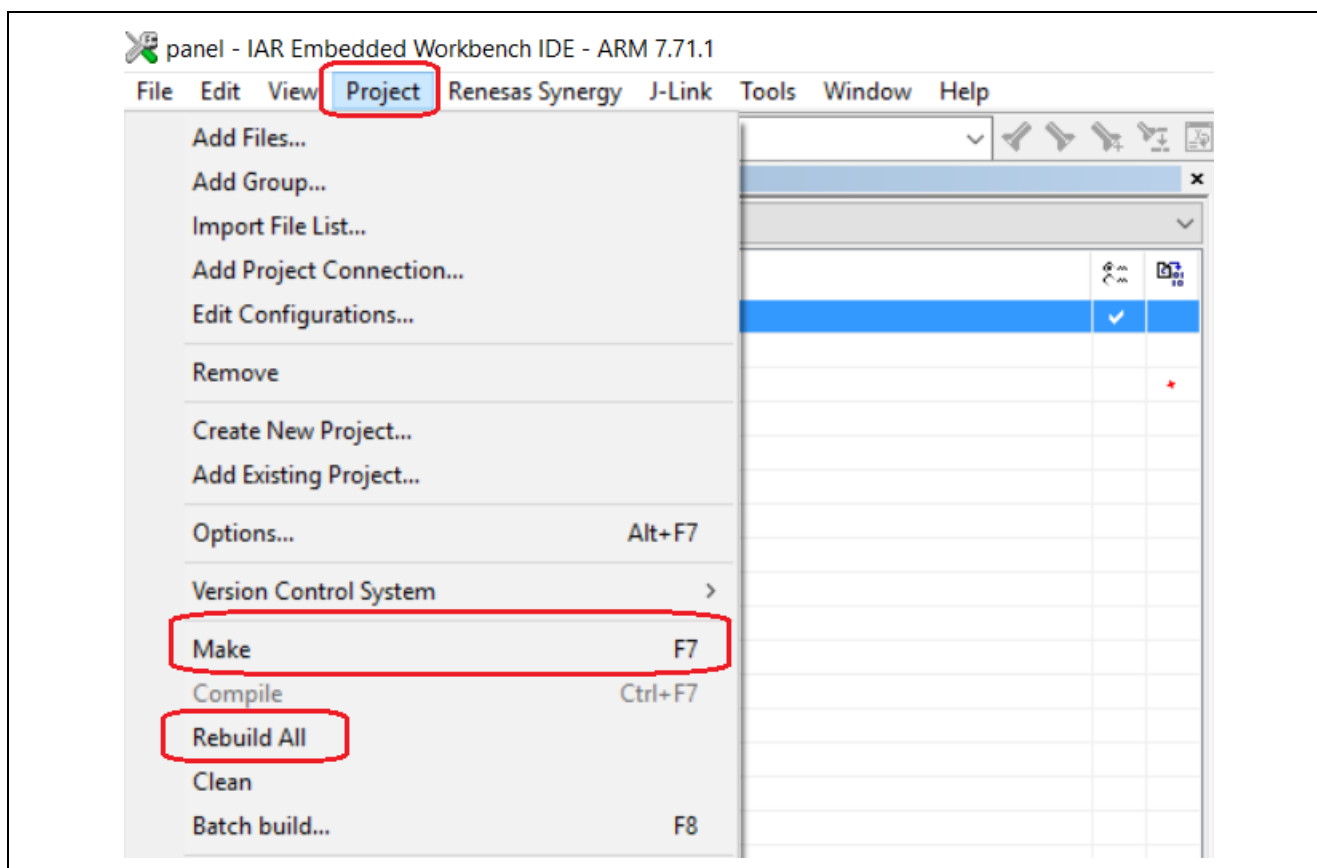 panel - IAR Embedded Workbench IDE - ARM 7.71.1
File Edit View Project Renesas Synergy J-Link Tools Window Help
Add Files...
Add Group...
Import File List...
Add Project Connection...
Edit Configurations...
Remove
Create New Project...
Add Existing Project...
Options... Alt+F7
Version Control System >
Make F7
Compile Ctrl+F7
Rebuild All
Clean
Batch build... F8